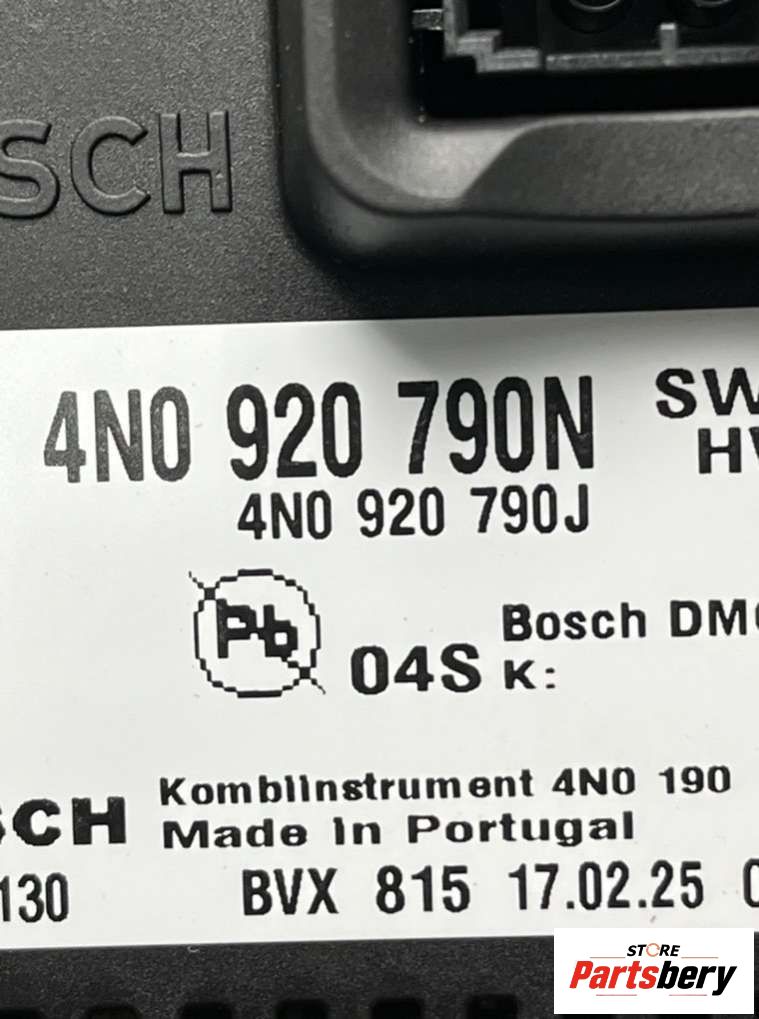 SCH
4N0 920 790N SW
4N0 920 790J H
Pb 04S Bosch DM
K:
SCH Kombiinstrument 4N0 190
Made in Portugal
130 BVX 815 17.02.25
STORE
Partsbery